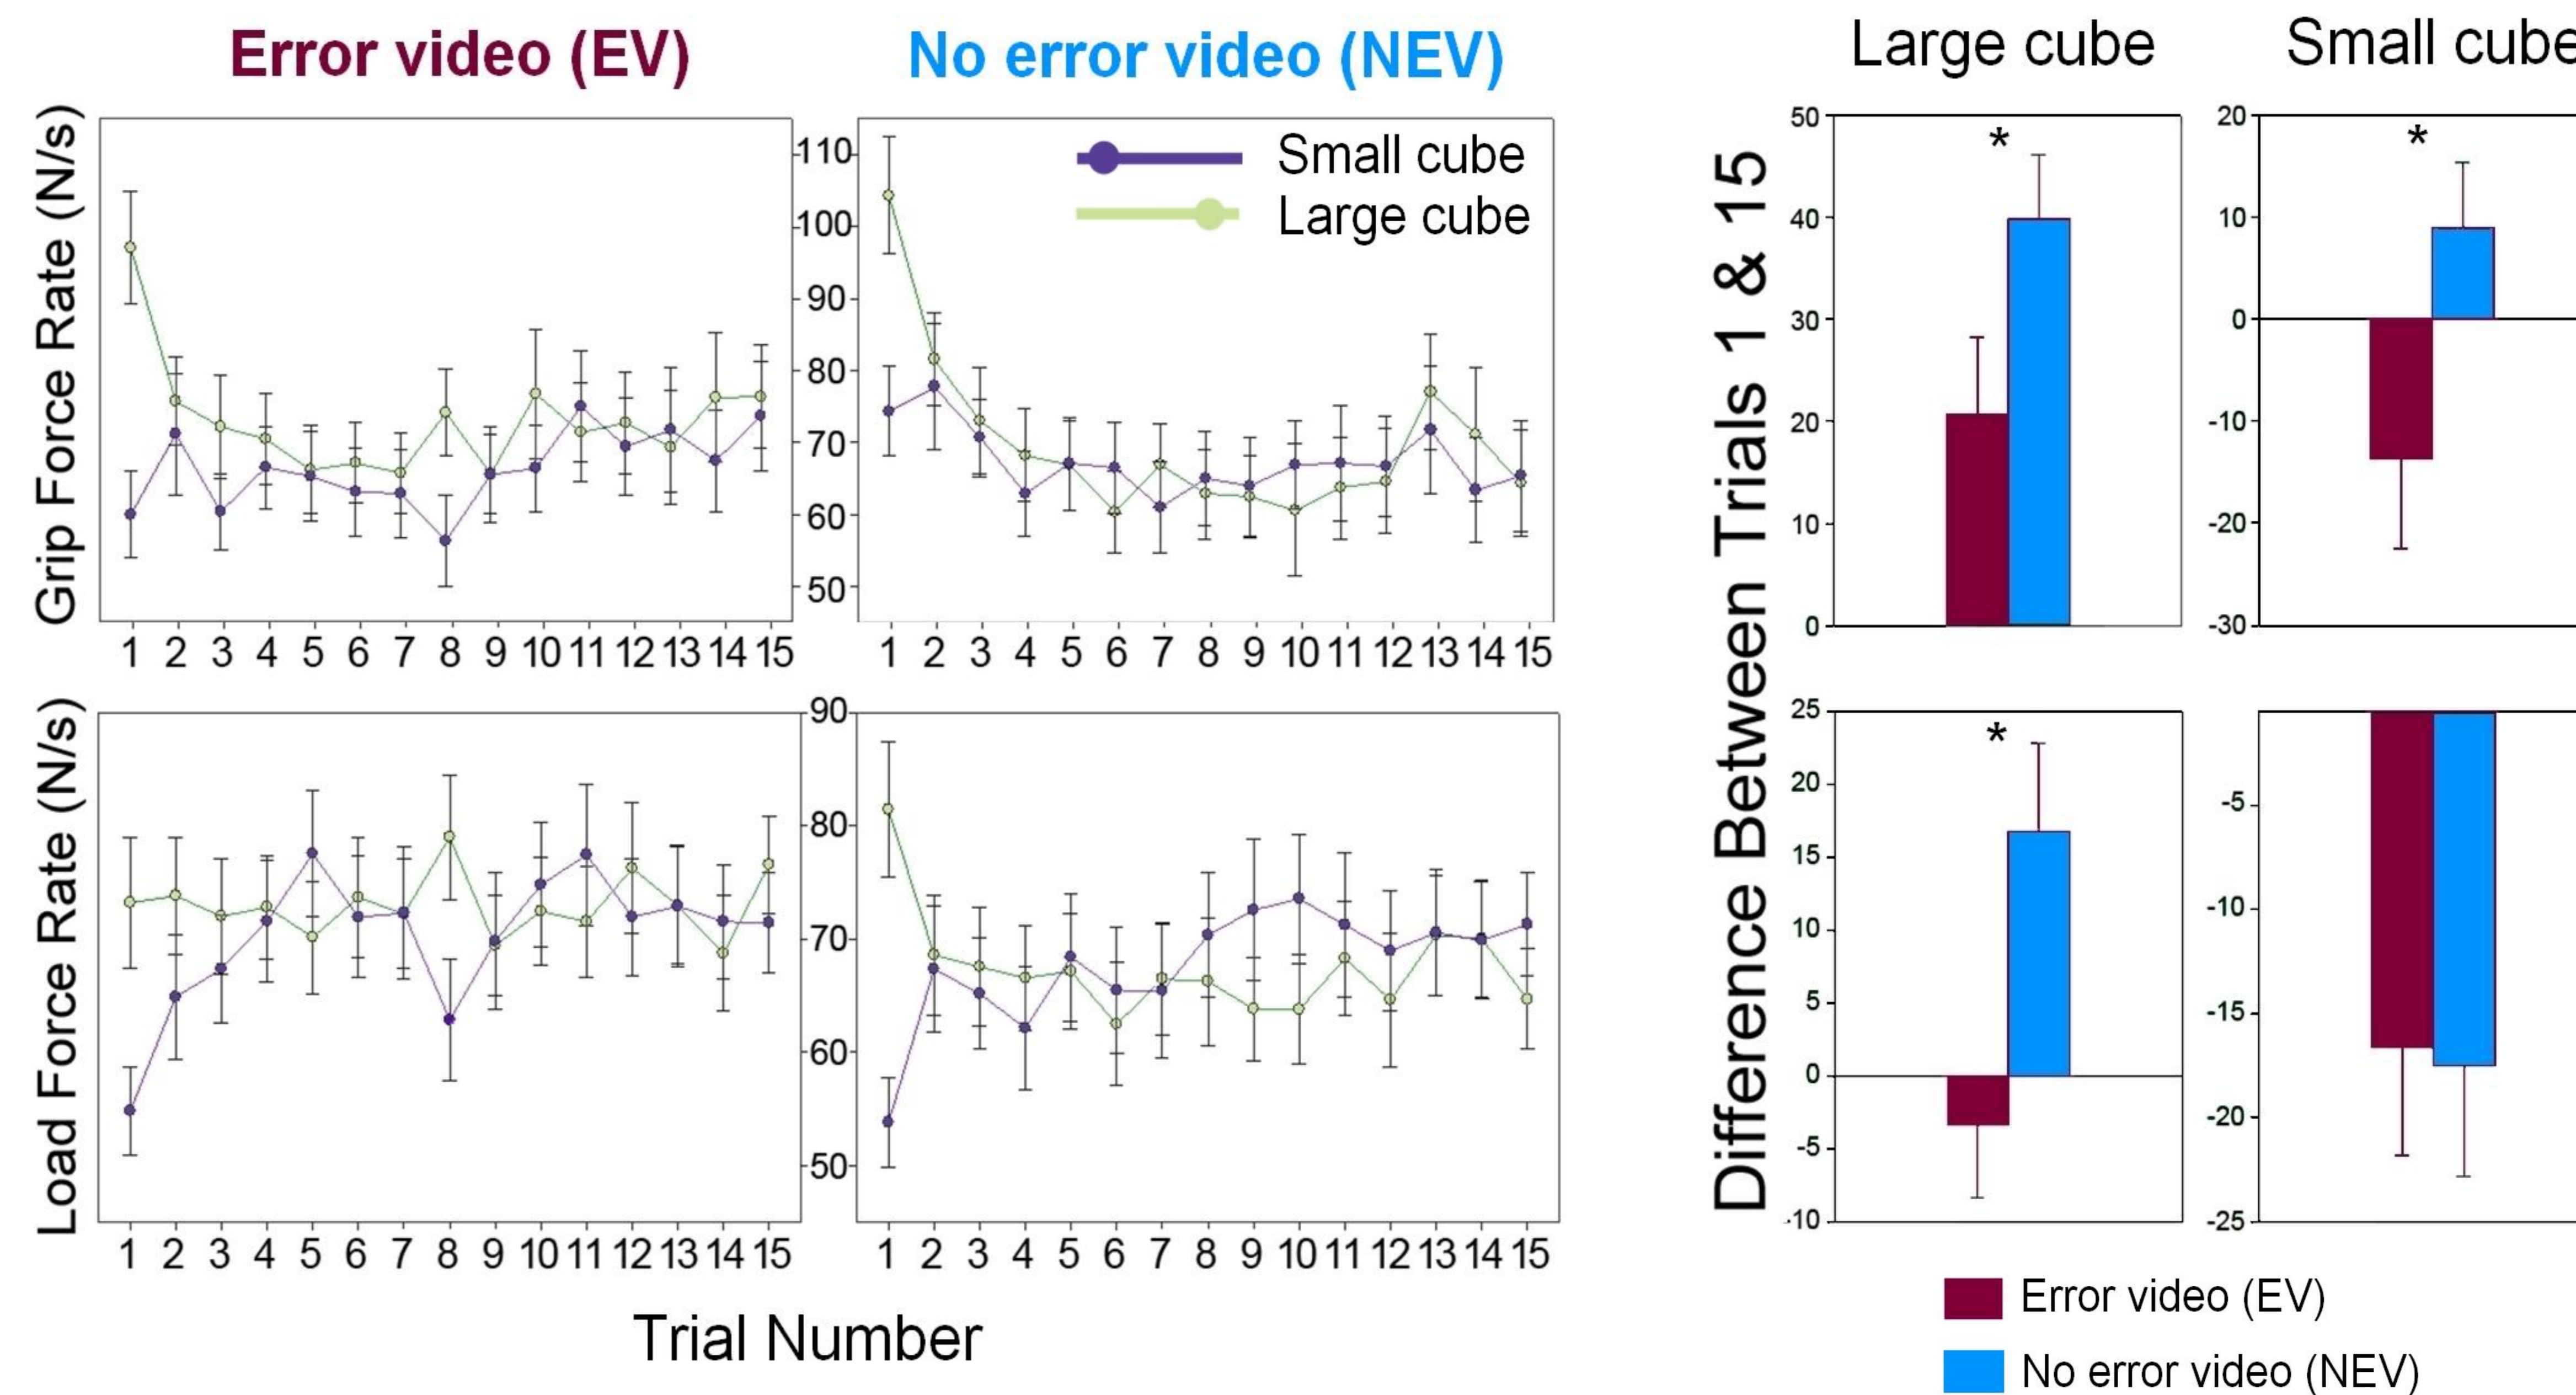 Error video (EV)
No error video (NEV)
Large cube
Small cube
Grip Force Rate (N/s)
110
100
90
80
70
60
50
Small cube
Large cube
1 2 3 4 5 6 7 8 9 10 11 12 13 14 15
1 2 3 4 5 6 7 8 9 10 11 12 13 14 15
Load Force Rate (N/s)
90
80
70
60
50
1 2 3 4 5 6 7 8 9 10 11 12 13 14 15
1 2 3 4 5 6 7 8 9 10 11 12 13 14 15
Trial Number
Difference Between Trials 1 & 15
50
40
30
20
10
0
*
20
10
0
-10
-20
-30
*
25
20
15
10
5
0
-5
-10
*
-5
-10
-15
-20
-25
Error video (EV)
No error video (NEV)